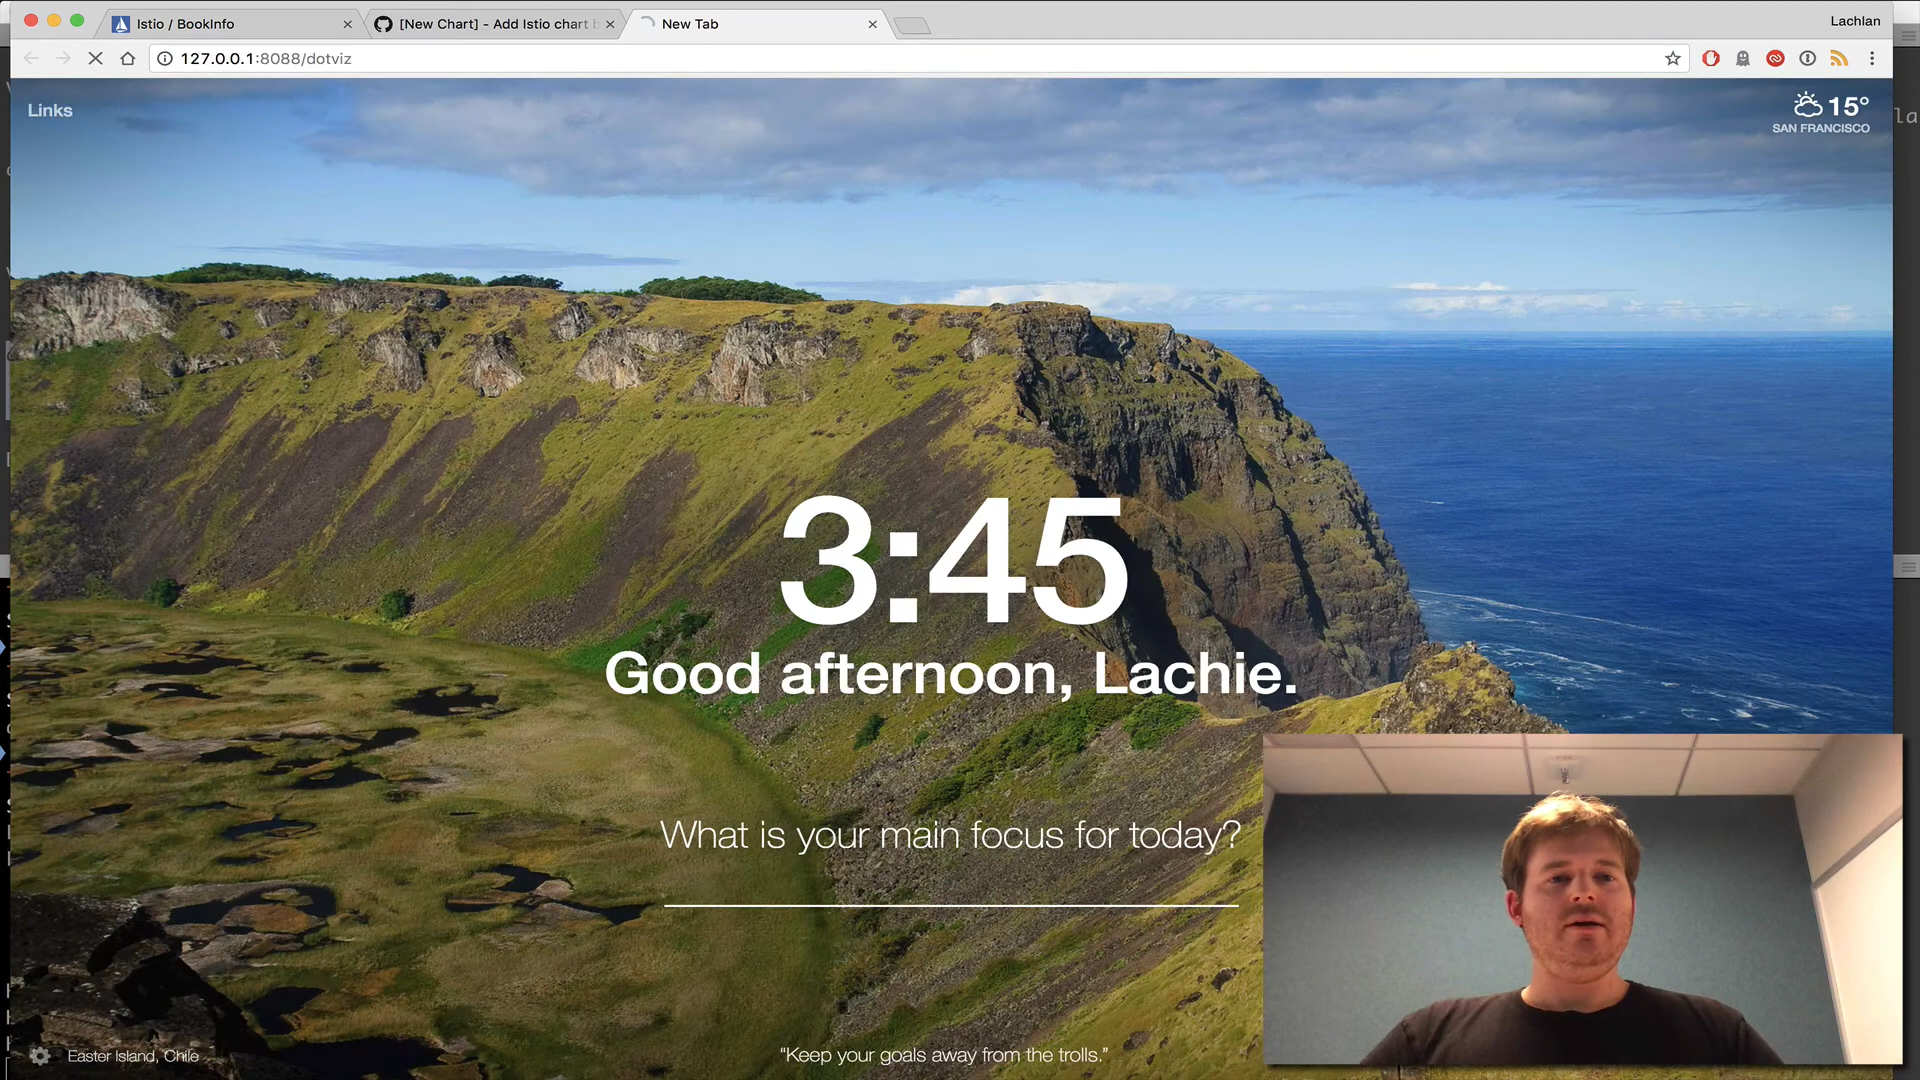 Istio / BookInfo
[New Chart] - Add Istio chart
New Tab
Lachlan
127.0.0.1:8088/dotviz
Links
15°
SAN FRANCISCO
la
3:45
Good afternoon, Lachie.
What is your main focus for today?
Easter Island, Chile
“Keep your goals away from the trolls.”